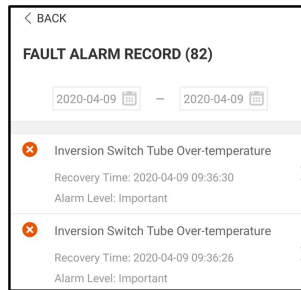 < BACK
FAULT ALARM RECORD (82)
2020-04-09 – 2020-04-09
Inversion Switch Tube Over-temperature
Recovery Time: 2020-04-09 09:36:30
Alarm Level: Important
Inversion Switch Tube Over-temperature
Recovery Time: 2020-04-09 09:36:26
Alarm Level: Important